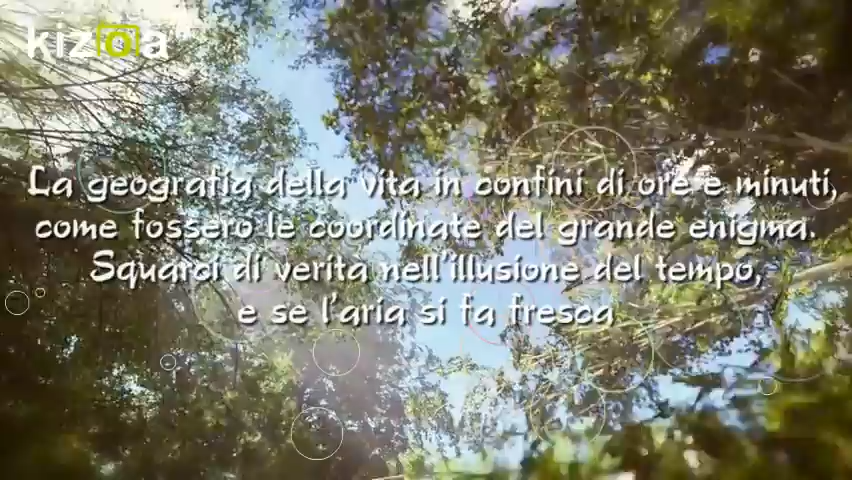 kizoa
La geografia della vita in confini di ore e minuti,
come fossero le coordinate del grande enigma.
Squarci di verita nell'illusione del tempo,
e se l'aria si fa fresca